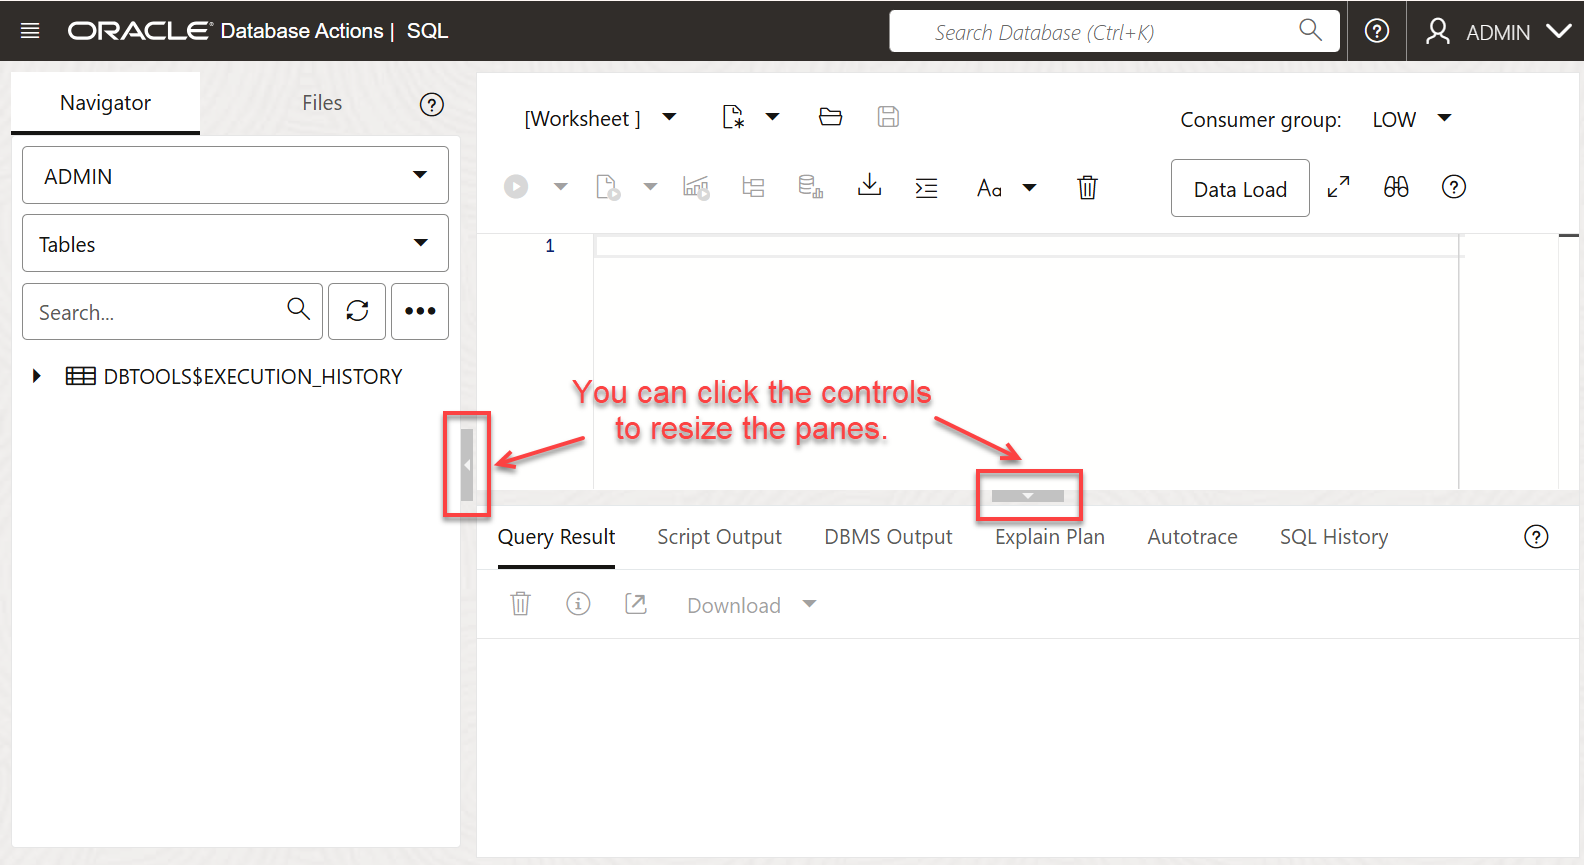 ORACLE® Database Actions | SQL
Search Database (Ctrl+K)
ADMIN
Navigator
Files
[Worksheet ]
Consumer group:
LOW
ADMIN
Aa
Data Load
Tables
1
Search...
DBTOOLS$EXECUTION_HISTORY
You can click the controls
to resize the panes.
Query Result
Script Output
DBMS Output
Explain Plan
Autotrace
SQL History
Download